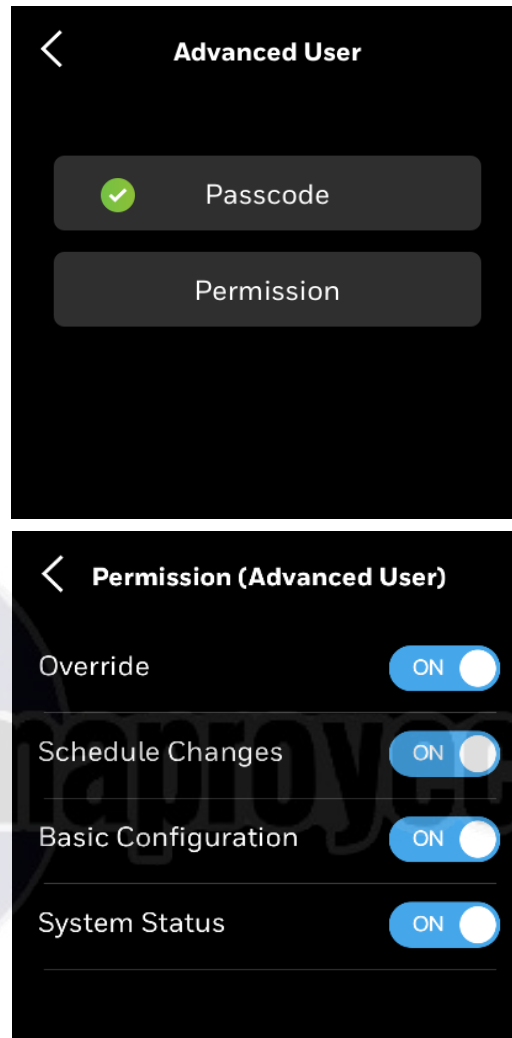 Advanced User
Passcode
Permission
Permission (Advanced User)
Override ON
Schedule Changes ON
Basic Configuration ON
System Status ON